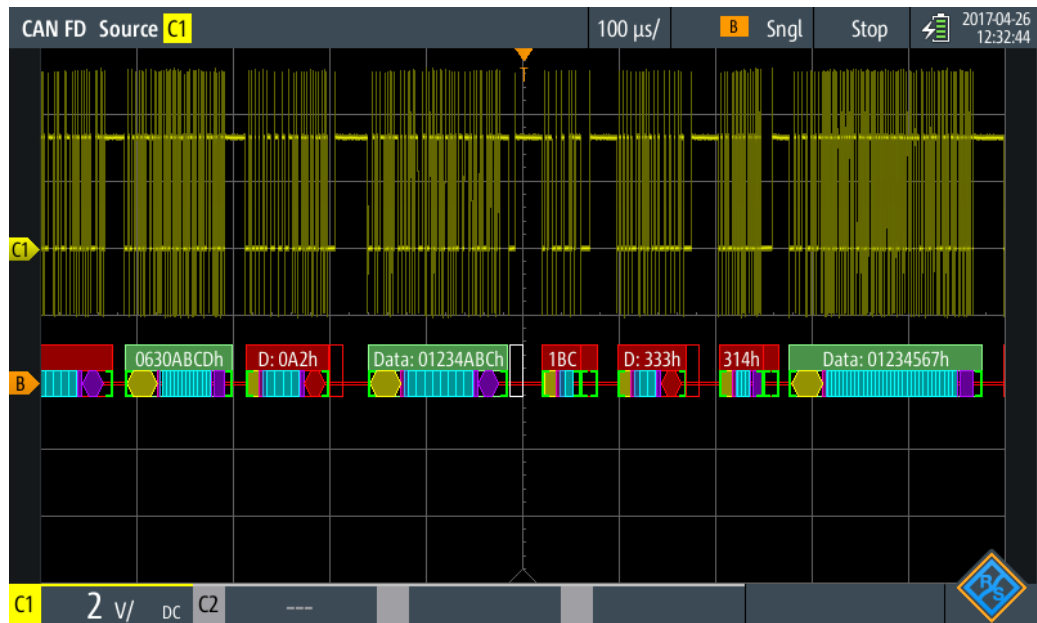 CAN FD Source C1 100 µs/ B Sngl Stop 2017-04-26
12:32:44
T
C1
0630ABCDh D: 0A2h Data: 01234ABCh 1BC D: 333h 314h Data: 01234567h
B
C1 2 V/ DC C2 ---
R&S